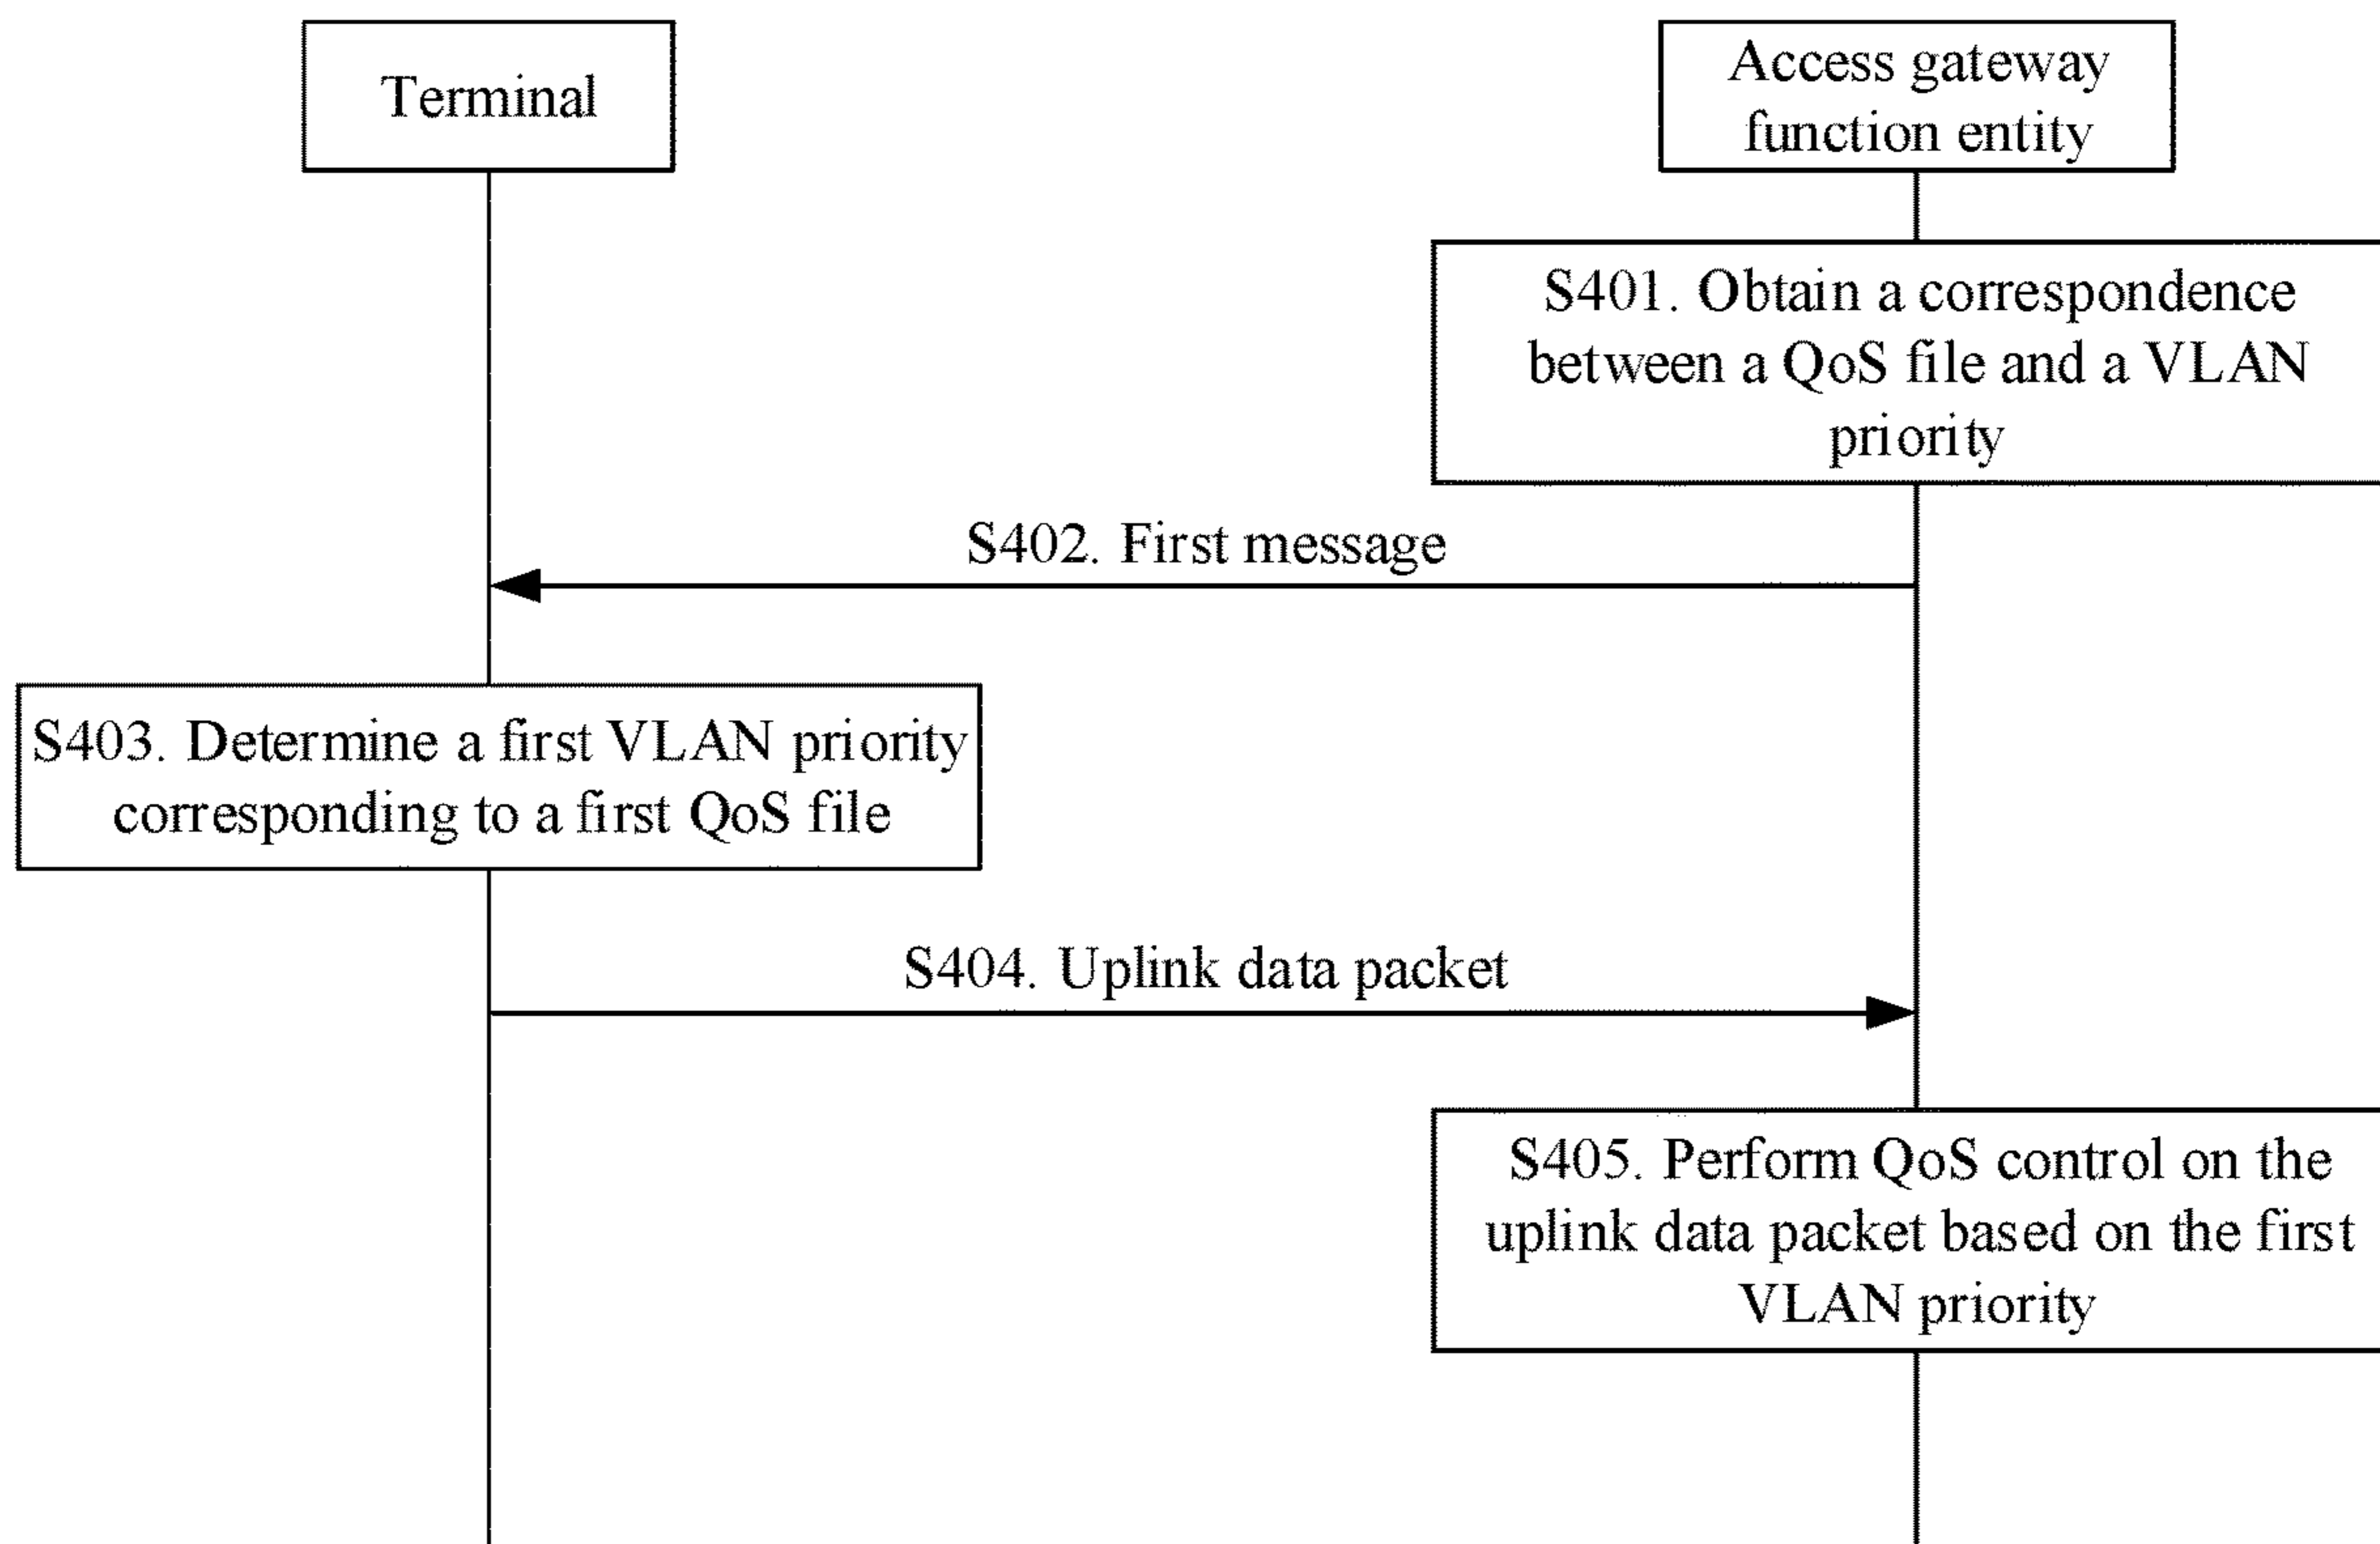 Terminal
Access gateway
function entity
S401. Obtain a correspondence
between a QoS file and a VLAN
priority
S402. First message
S403. Determine a first VLAN priority
corresponding to a first QoS file
S404. Uplink data packet
S405. Perform QoS control on the
uplink data packet based on the first
VLAN priority